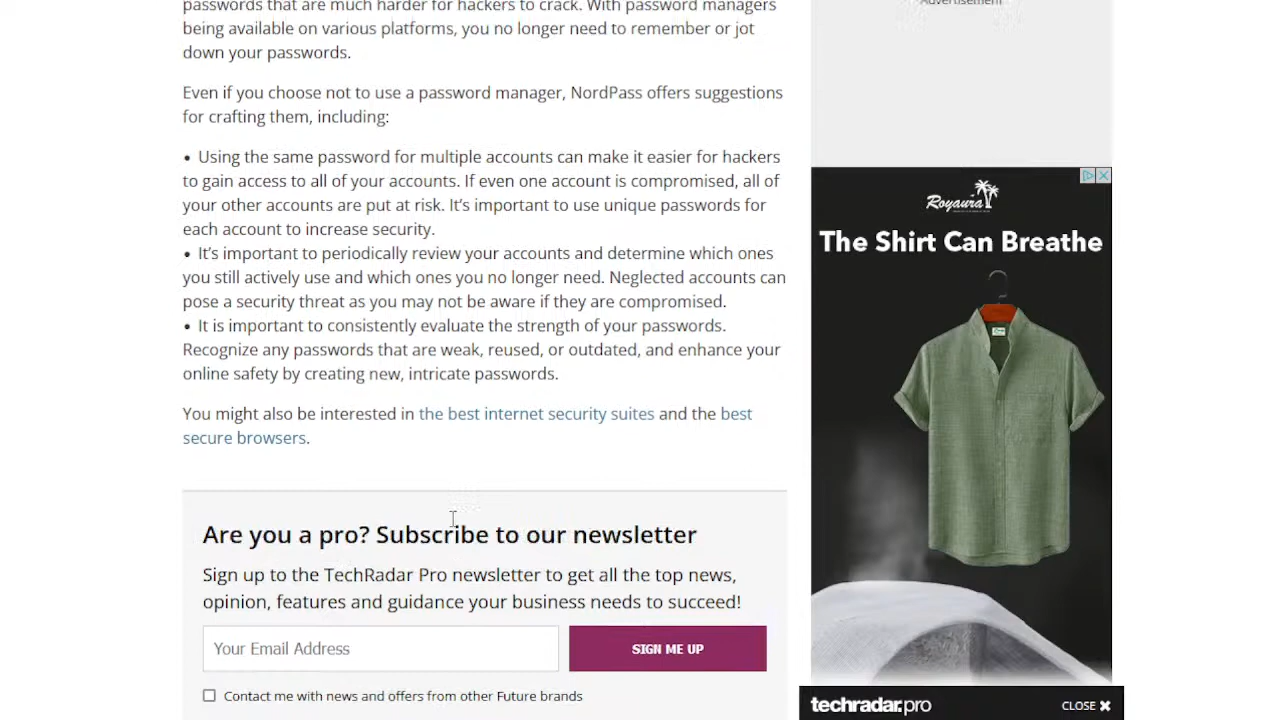 passwords that are much harder for hackers to crack. With password managers
being available on various platforms, you no longer need to remember or jot
down your passwords.
Even if you choose not to use a password manager, NordPass offers suggestions
for crafting them, including:
• Using the same password for multiple accounts can make it easier for hackers
to gain access to all of your accounts. If even one account is compromised, all of
your other accounts are put at risk. It’s important to use unique passwords for
each account to increase security.
• It’s important to periodically review your accounts and determine which ones
you still actively use and which ones you no longer need. Neglected accounts can
pose a security threat as you may not be aware if they are compromised.
• It is important to consistently evaluate the strength of your passwords.
Recognize any passwords that are weak, reused, or outdated, and enhance your
online safety by creating new, intricate passwords.
You might also be interested in the best internet security suites and the best
secure browsers.
Are you a pro? Subscribe to our newsletter
Sign up to the TechRadar Pro newsletter to get all the top news,
opinion, features and guidance your business needs to succeed!
Your Email Address
SIGN ME UP
Contact me with news and offers from other Future brands
Advertisement
Royaura
The Shirt Can Breathe
techradar.pro
CLOSE